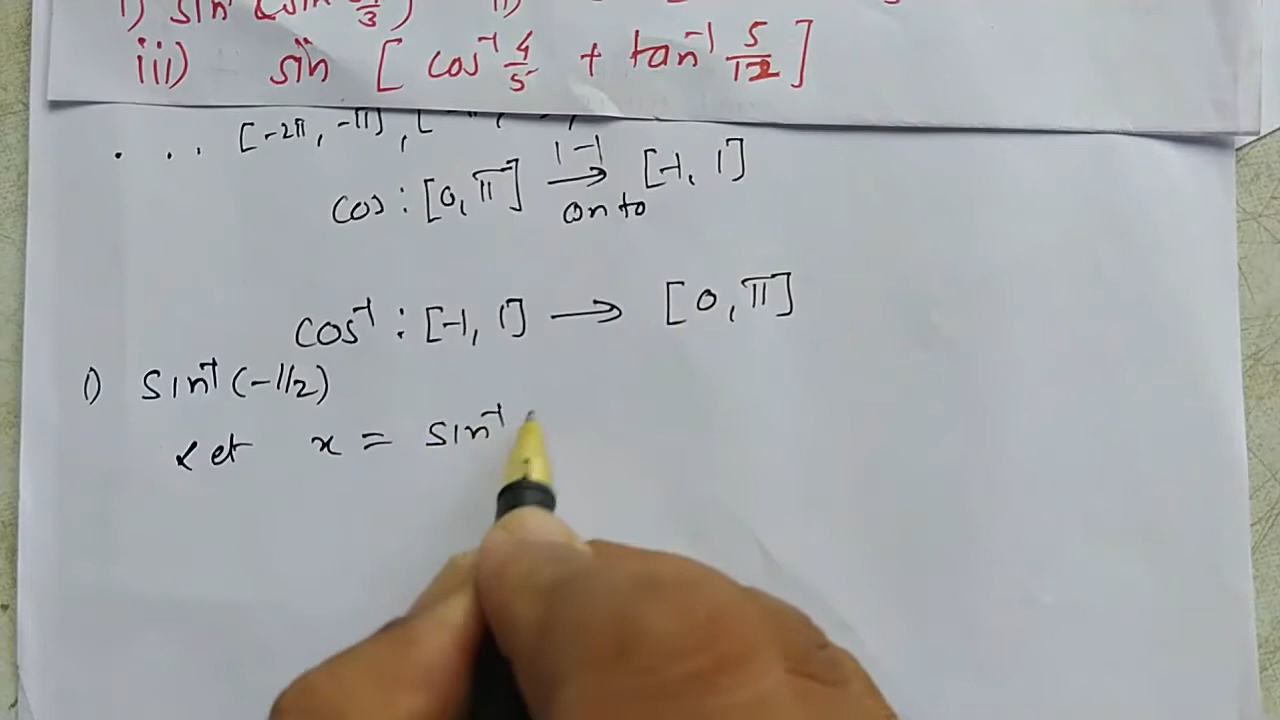 iii) sin [ cos⁻¹ 4/5 + tan⁻¹ 5/12 ]
. . . [-2π, -π], [
cos : [0, π] 1-1 → onto [-1, 1]
cos⁻¹ : [-1, 1] → [0, π]
1) sin⁻¹ (-1/2)
Let x = sin⁻¹